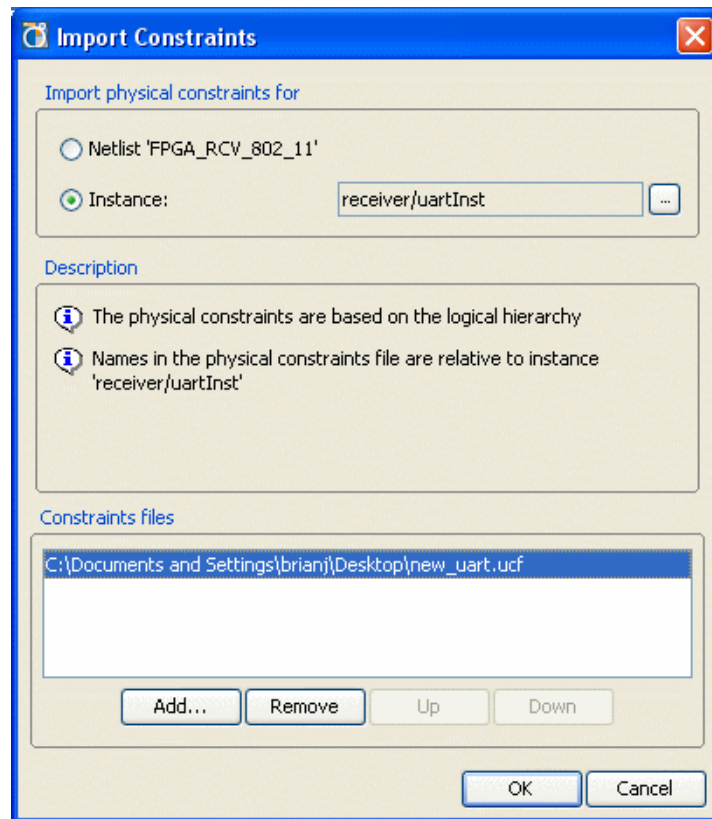 Import Constraints
Import physical constraints for
Netlist 'FPGA_RCV_802_11'
Instance:
receiver/uartInst
...
Description
The physical constraints are based on the logical hierarchy
Names in the physical constraints file are relative to instance
'receiver/uartInst'
Constraints files
C:\Documents and Settings\brianj\Desktop\new_uart.ucf
Add...
Remove
Up
Down
OK
Cancel